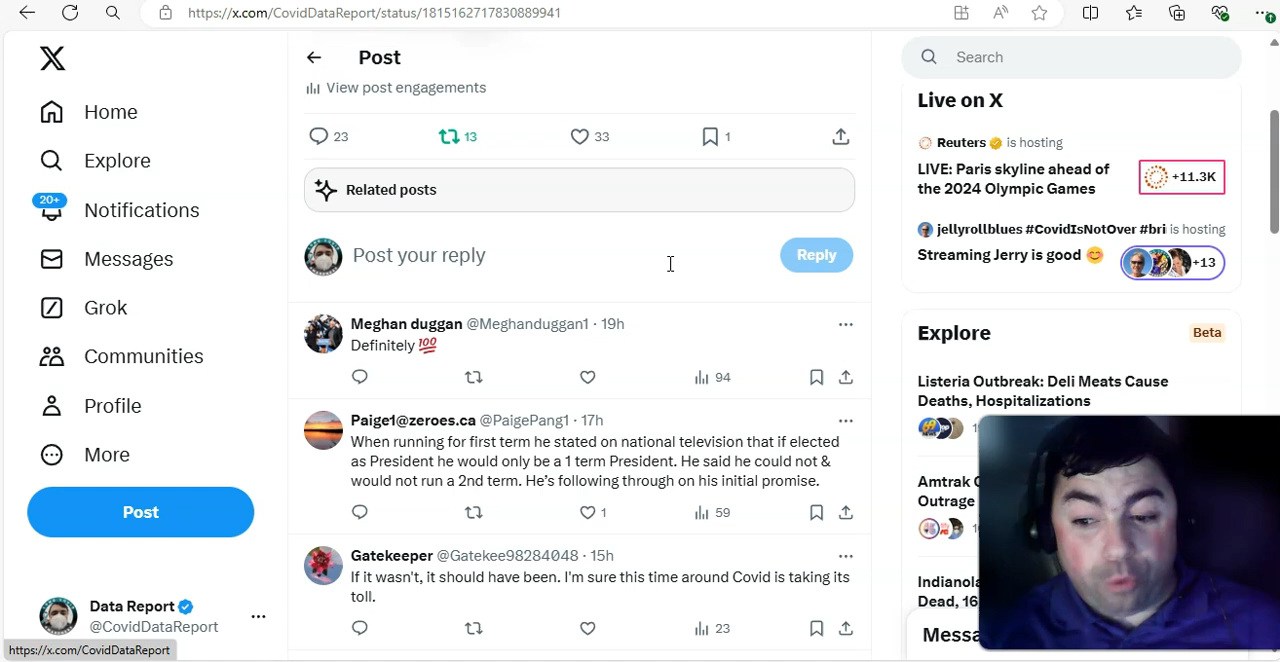 https://x.com/CovidDataReport/status/1815162717830889941
Home
Explore
20+
Notifications
Messages
Grok
Communities
Profile
More
Post
Data Report
@CovidDataReport
https://x.com/CovidDataReport
Post
View post engagements
23
13
33
1
Related posts
Post your reply
Reply
Meghan duggan @Meghanduggan1 · 19h
Definitely 💯
94
Paige1@zeroes.ca @PaigePang1 · 17h
When running for first term he stated on national television that if elected
as President he would only be a 1 term President. He said he could not &
would not run a 2nd term. He's following through on his initial promise.
1
59
Gatekeeper @Gatekee98284048 · 15h
If it wasn't, it should have been. I'm sure this time around Covid is taking its
toll.
23
Search
Live on X
Reuters is hosting
LIVE: Paris skyline ahead of
the 2024 Olympic Games
+11.3K
jellyrollblues #CovidIsNotOver #bri is hosting
Streaming Jerry is good 😊
+13
Explore
Beta
Listeria Outbreak: Deli Meats Cause
Deaths, Hospitalizations
Amtrak
Outrage
Indianola
Dead, 16
Messa